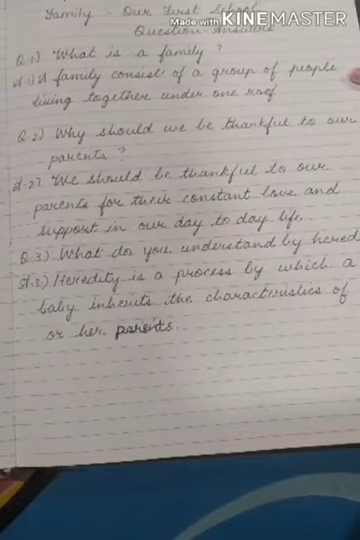 Family - Our First School
Made with KINEMASTER
Question Answers
Q.1) What is a family?
A.1) A family consist of a group of people
living together under one roof
Q.2) Why should we be thankful to our
parents?
A.2) We should be thankful to our
parents for their constant love and
support in our day to day life.
Q.3) What do you understand by hered
A.3) Heredity is a process by which a
baby inherits the characteristics of
or her parents.